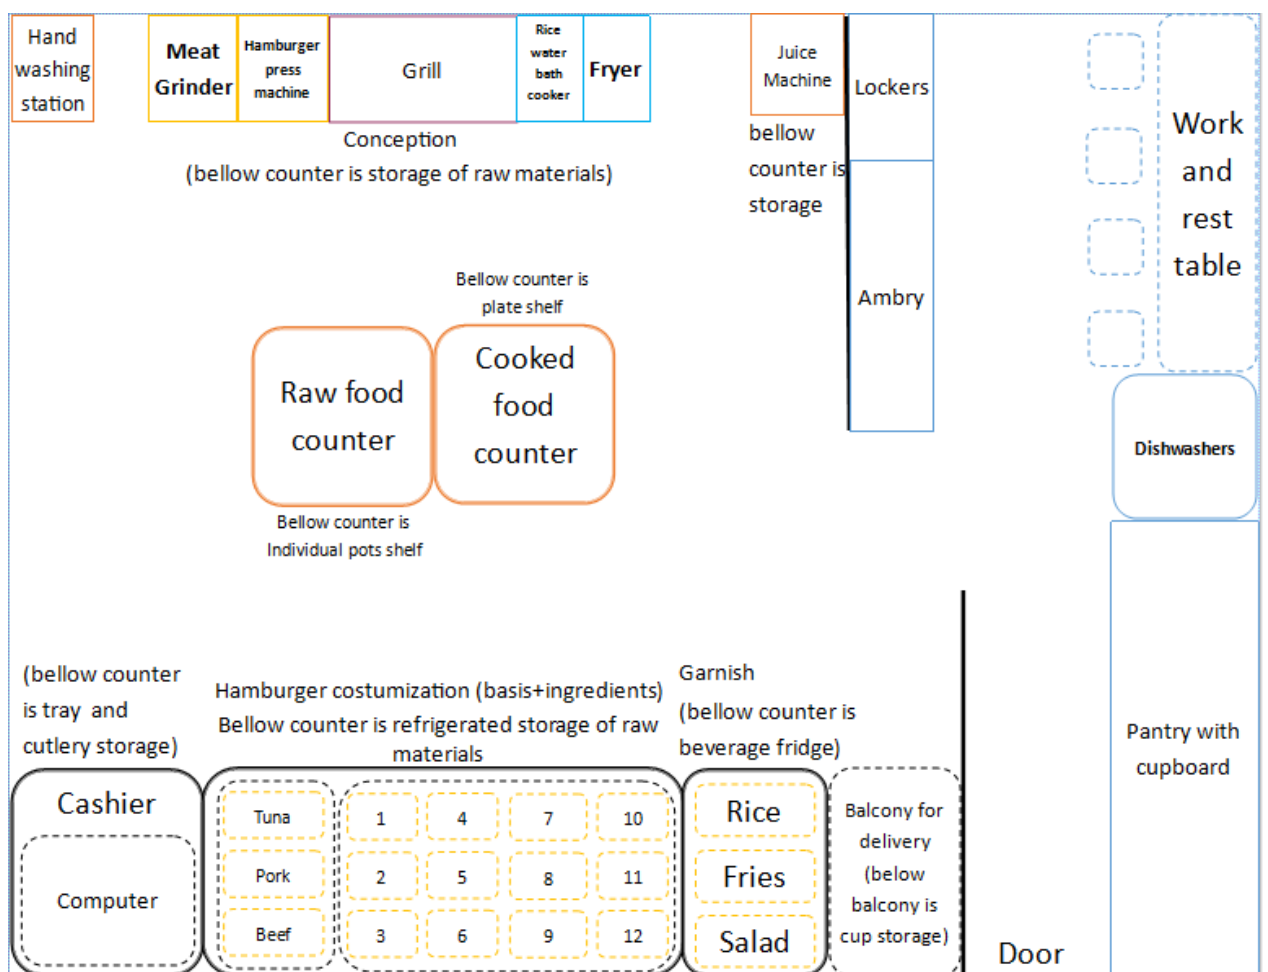 Hand
washing
station
Meat
Grinder
Hamburger
press
machine
Grill
Rice
water
bath
cooker
Fryer
Conception
(bellow counter is storage of raw materials)
Juice
Machine
bellow
counter is
storage
Lockers
Ambry
Work
and
rest
table
Bellow counter is
plate shelf
Raw food
counter
Cooked
food
counter
Bellow counter is
Individual pots shelf
Dishwashers
(bellow counter
is tray and
cutlery storage)
Hamburger costumization (basis+ingredients)
Bellow counter is refrigerated storage of raw
materials
Garnish
(bellow counter is
beverage fridge)
Pantry with
cupboard
Cashier
Computer
Tuna
Pork
Beef
1
2
3
4
5
6
7
8
9
10
11
12
Rice
Fries
Salad
Balcony for
delivery
(below
balcony is
cup storage)
Door